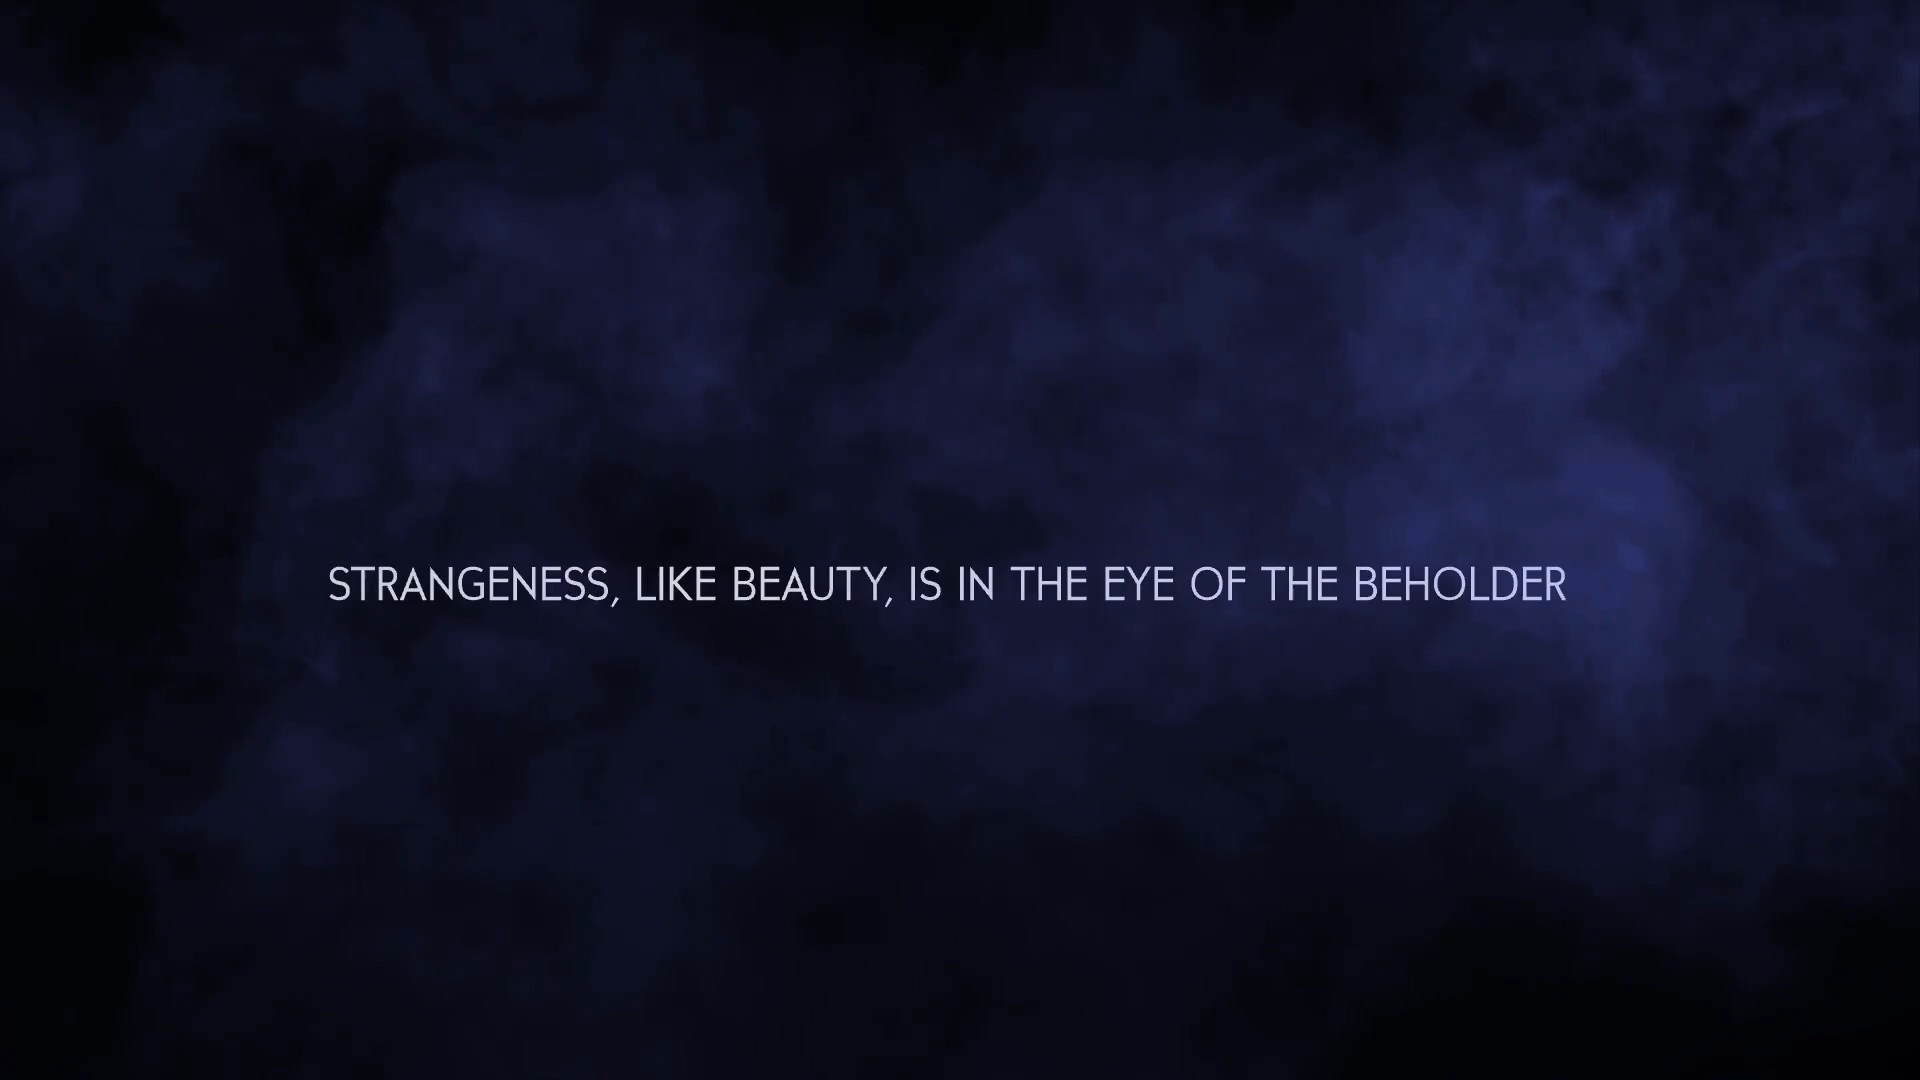 STRANGENESS, LIKE BEAUTY, IS IN THE EYE OF THE BEHOLDER